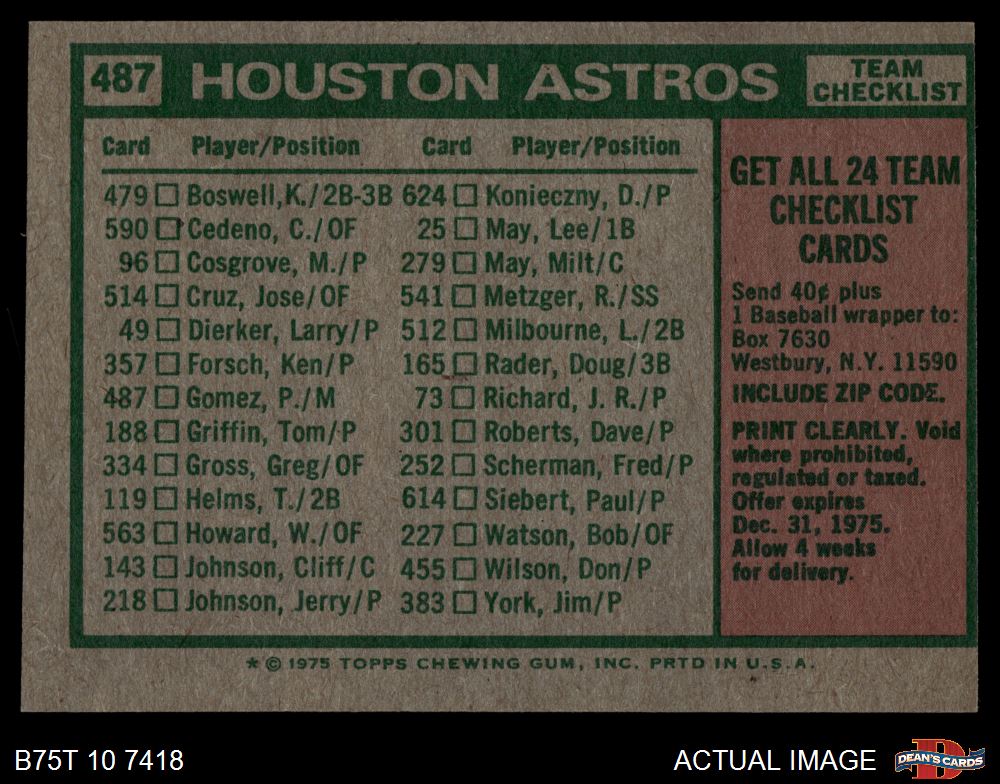 487 HOUSTON ASTROS TEAM CHECKLIST
Card Player/Position Card Player/Position
479 Boswell,K./2B-3B 624 Konieczny, D./P
590 Cedeno, C./OF 25 May, Lee/1B
96 Cosgrove, M./P 279 May, Milt/C
514 Cruz, Jose/OF 541 Metzger, R./SS
49 Dierker, Larry/P 512 Milbourne, L./2B
357 Forsch, Ken/P 165 Rader, Doug/3B
487 Gomez, P./M 73 Richard, J. R./P
188 Griffin, Tom/P 301 Roberts, Dave/P
334 Gross, Greg/OF 252 Scherman, Fred/P
119 Helms, T./2B 614 Siebert, Paul/P
563 Howard, W./OF 227 Watson, Bob/OF
143 Johnson, Cliff/C 455 Wilson, Don/P
218 Johnson, Jerry/P 383 York, Jim/P
GET ALL 24 TEAM
CHECKLIST
CARDS
Send 40¢ plus
1 Baseball wrapper to:
Box 7630
Westbury, N.Y. 11590
INCLUDE ZIP CODE.
PRINT CLEARLY. Void
where prohibited,
regulated or taxed.
Offer expires
Dec. 31, 1975.
Allow 4 weeks
for delivery.
* © 1975 TOPPS CHEWING GUM, INC. PRTD IN U.S.A.
B75T 10 7418 ACTUAL IMAGE
D
DEAN'S CARDS